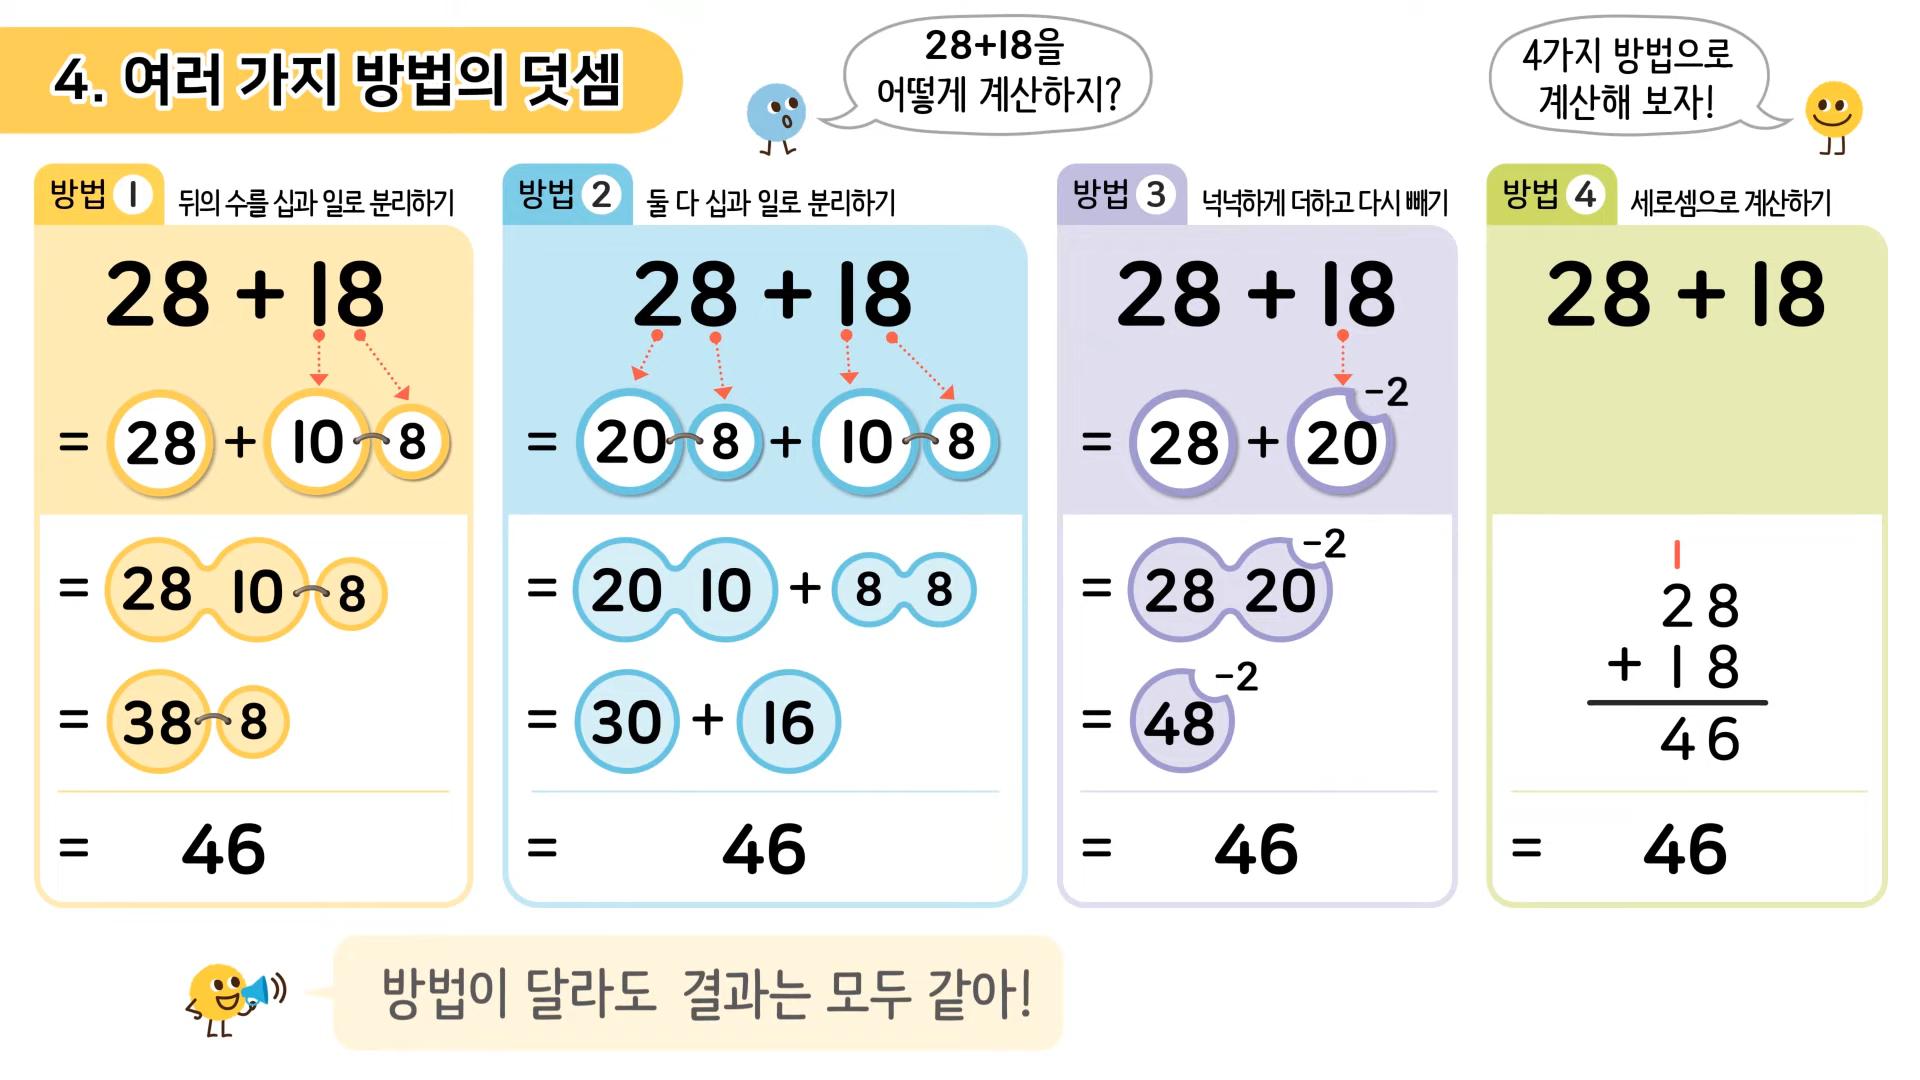 4. 여러 가지 방법의 덧셈
28+18을
어떻게 계산하지?
4가지 방법으로
계산해 보자!
방법 1 뒤의 수를 십과 일로 분리하기
28 + 18
= 28 + 10 8
= 28 10 8
= 38 8
= 46
방법 2 둘 다 십과 일로 분리하기
28 + 18
= 20 8 + 10 8
= 20 10 + 8 8
= 30 + 16
= 46
방법 3 넉넉하게 더하고 다시 빼기
28 + 18
= 28 + 20 -2
= 28 20 -2
= 48 -2
= 46
방법 4 세로셈으로 계산하기
28 + 18
1
2 8
+ 1 8
4 6
= 46
방법이 달라도 결과는 모두 같아!